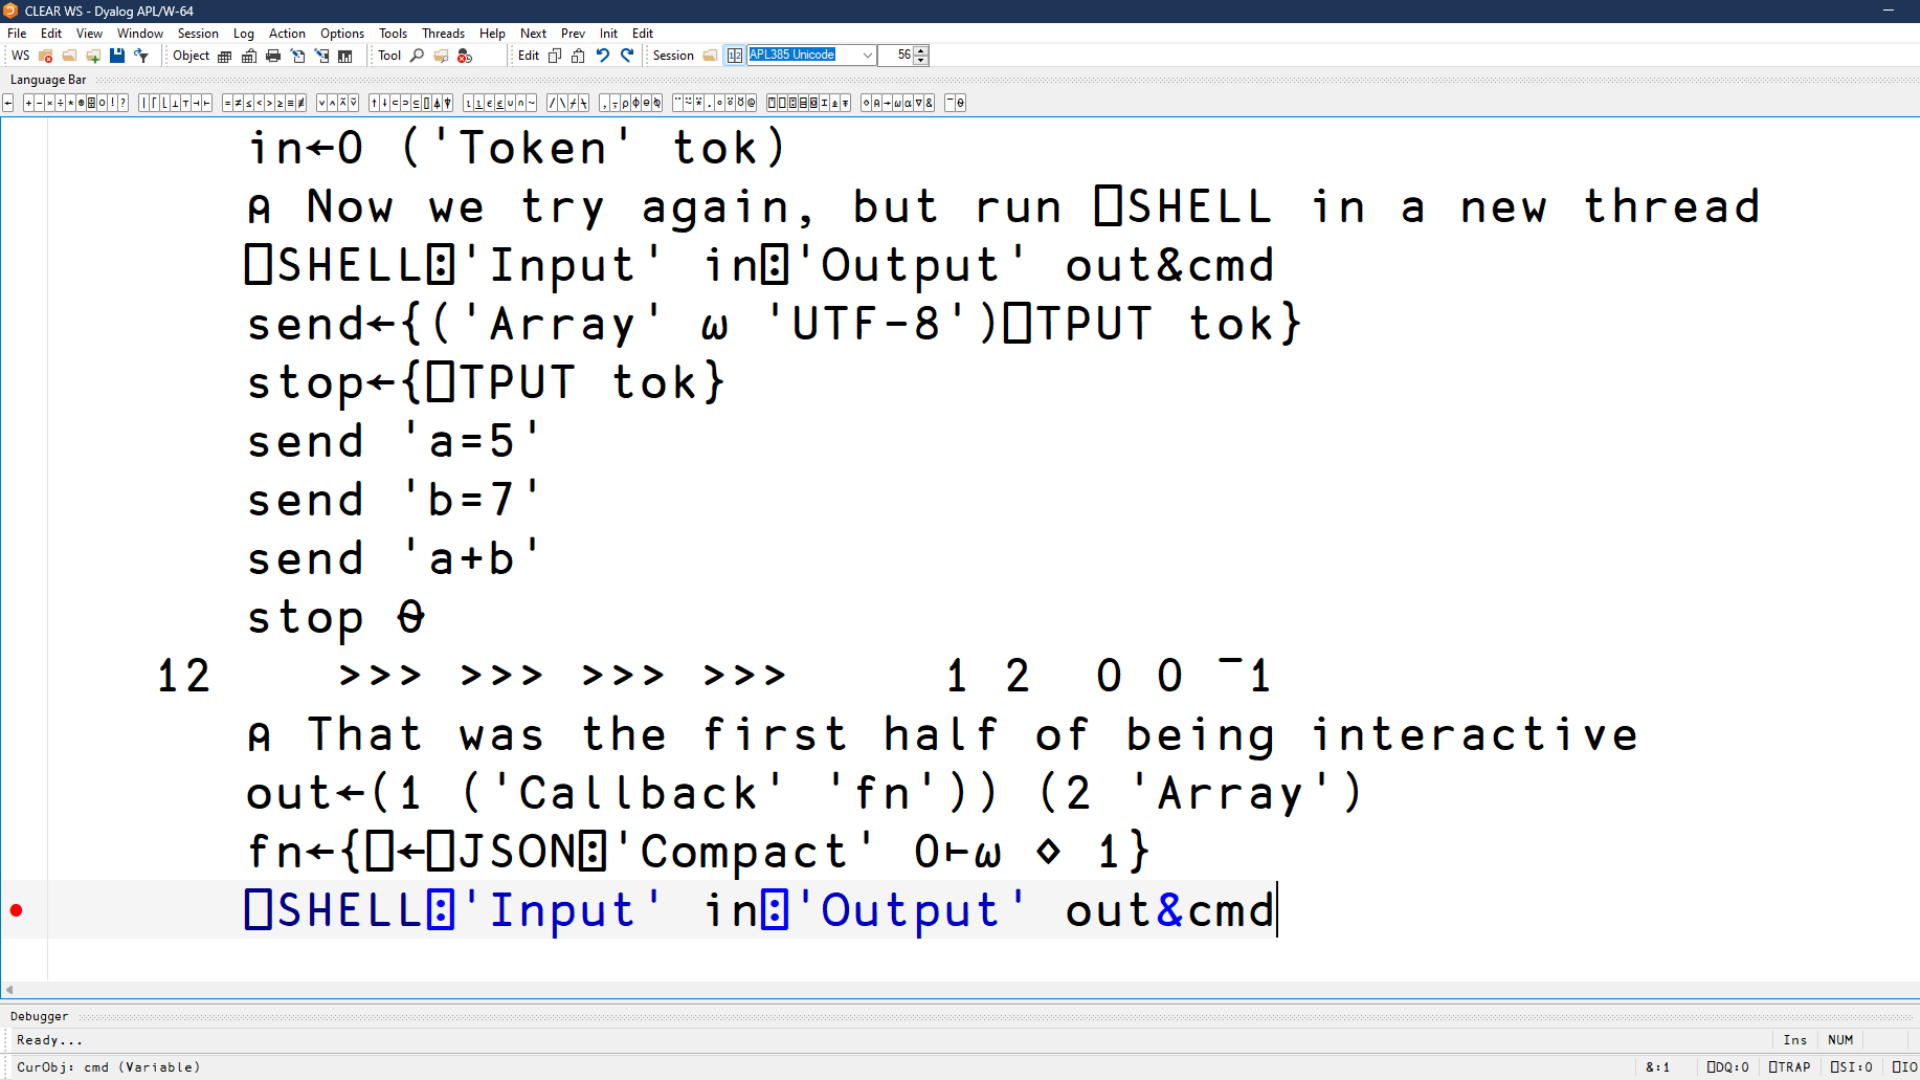 CLEAR WS - Dyalog APL/W-64
File Edit View Window Session Log Action Options Tools Threads Help Next Prev Init Edit
WS Object Tool Edit Session APL385 Unicode 56
Language Bar
in←0 ('Token' tok)
⍝ Now we try again, but run ⎕SHELL in a new thread
⎕SHELL⍠'Input' in⍠'Output' out&cmd
send←{('Array' ⍵ 'UTF-8')⎕TPUT tok}
stop←{⎕TPUT tok}
send 'a=5'
send 'b=7'
send 'a+b'
stop ⍬
12 >>> >>> >>> >>> 1 2 0 0 ¯1
⍝ That was the first half of being interactive
out←(1 ('Callback' 'fn')) (2 'Array')
fn←{⎕←⎕JSON⍠'Compact' 0⊢⍵ ⋄ 1}
⎕SHELL⍠'Input' in⍠'Output' out&cmd
Debugger
Ready...
Ins NUM
CurObj: cmd (Variable)
&:1 ⎕DQ:0 ⎕TRAP ⎕SI:0 ⎕IO